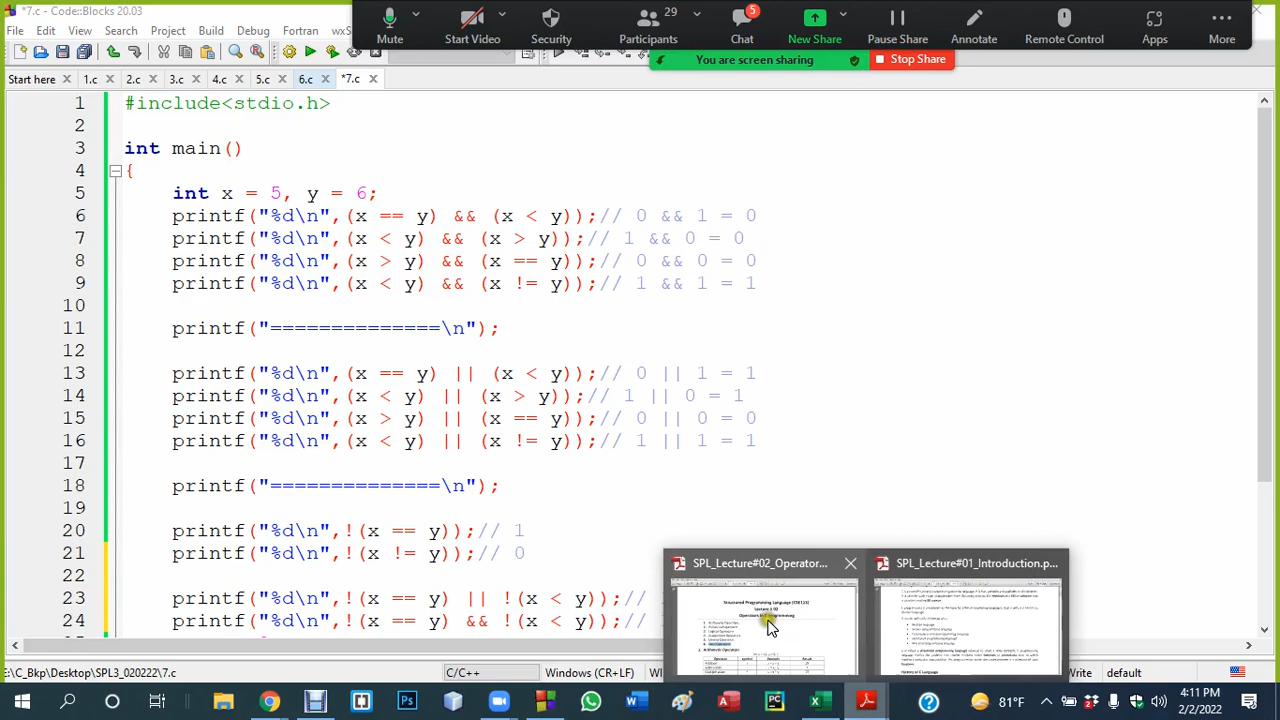 *7.c - Code::Blocks 20.03
File Edit View Search Project Build Debug Fortran wxS
Mute Start Video Security Participants 29 Chat 5 New Share Pause Share Annotate Remote Control Apps More
You are screen sharing Stop Share
Start here 1.c 2.c 3.c 4.c 5.c 6.c *7.c
1 #include<stdio.h>
2
3 int main()
4 {
5 int x = 5, y = 6;
6 printf("%d\n",(x == y) && (x < y));// 0 && 1 = 0
7 printf("%d\n",(x < y) && (x > y));// 1 && 0 = 0
8 printf("%d\n",(x > y) && (x == y));// 0 && 0 = 0
9 printf("%d\n",(x < y) && (x != y));// 1 && 1 = 1
10
11 printf("==============\n");
12
13 printf("%d\n",(x == y) || (x < y));// 0 || 1 = 1
14 printf("%d\n",(x < y) || (x > y));// 1 || 0 = 1
15 printf("%d\n",(x > y) || (x == y));// 0 || 0 = 0
16 printf("%d\n",(x < y) || (x != y));// 1 || 1 = 1
17
18 printf("==============\n");
19
20 printf("%d\n",!(x == y));// 1
21 printf("%d\n",!(x != y));// 0
22
23 printf("%d\n",!(x == y) || !(x < y));/
24 printf("%d\n",!(x == y) && !(x < y));/
SPL_Lecture#02_Operator... SPL_Lecture#01_Introduction.p...
Structured Programming Language (CSE123)
Lecture # 02
C/C++ Windows (CR+LF) default
81°F 4:11 PM
2/2/2022